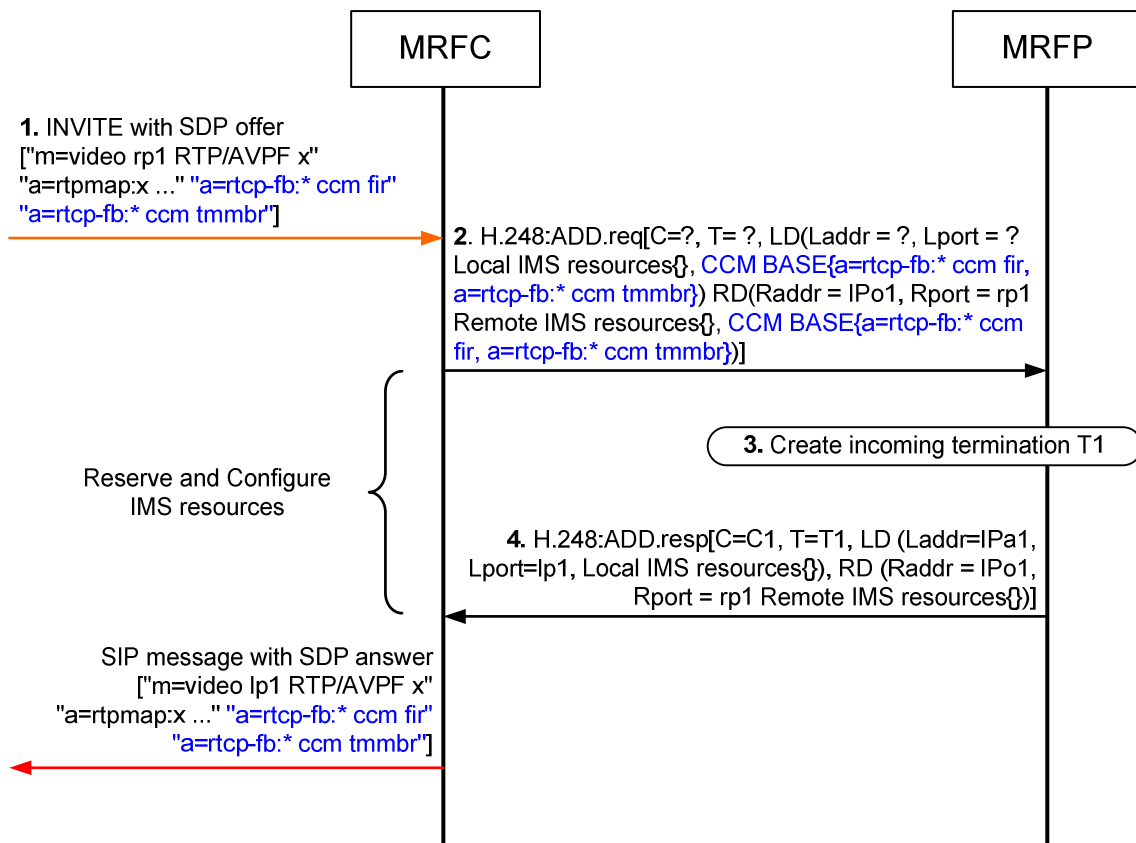 MRFC
MRFP
1. INVITE with SDP offer
["m=video rp1 RTP/AVPF x"
"a=rtpmap:x ..." "a=rtcp-fb:* ccm fir"
"a=rtcp-fb:* ccm tmmbr"]
2. H.248:ADD.req[C=?, T= ?, LD(Laddr = ?, Lport = ?
Local IMS resources{}, CCM BASE{a=rtcp-fb:* ccm fir,
a=rtcp-fb:* ccm tmmbr}) RD(Raddr = IPo1, Rport = rp1
Remote IMS resources{}, CCM BASE{a=rtcp-fb:* ccm
fir, a=rtcp-fb:* ccm tmmbr})]
3. Create incoming termination T1
Reserve and Configure
IMS resources
4. H.248:ADD.resp[C=C1, T=T1, LD (Laddr=IPa1,
Lport=lp1, Local IMS resources{}), RD (Raddr = IPo1,
Rport = rp1 Remote IMS resources{})]
SIP message with SDP answer
["m=video lp1 RTP/AVPF x"
"a=rtpmap:x ..." "a=rtcp-fb:* ccm fir"
"a=rtcp-fb:* ccm tmmbr"]